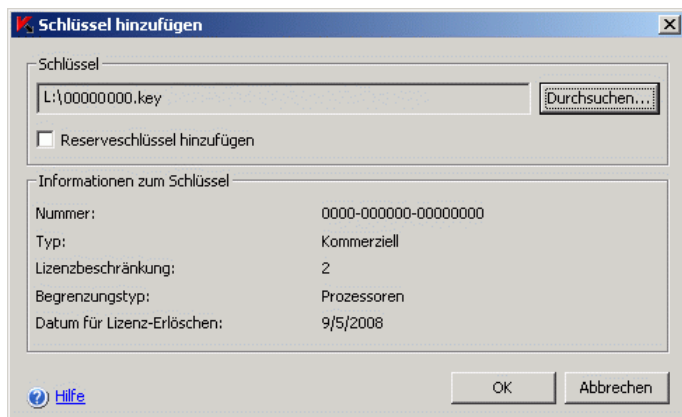 Schlüssel hinzufügen
Schlüssel
L:\00000000.key
Durchsuchen...
Reserveschlüssel hinzufügen
Informationen zum Schlüssel
Nummer: 0000-000000-00000000
Typ: Kommerziell
Lizenzbeschränkung: 2
Begrenzungstyp: Prozessoren
Datum für Lizenz-Erlöschen: 9/5/2008
Hilfe
OK
Abbrechen